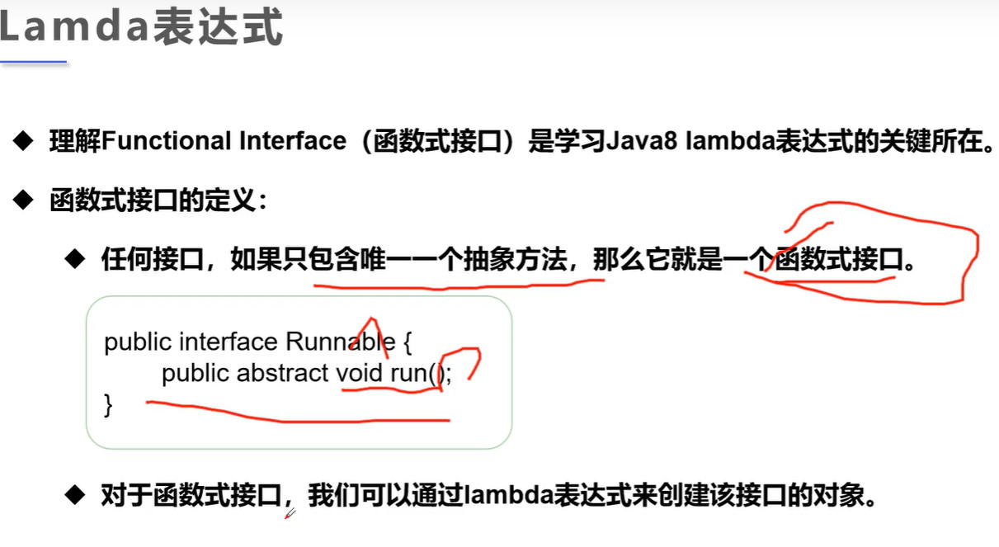 Lamda表达式
◆ 理解Functional Interface（函数式接口）是学习Java8 lambda表达式的关键所在。
◆ 函数式接口的定义：
◆ 任何接口，如果只包含唯一一个抽象方法，那么它就是一个函数式接口。
public interface Runnable {
public abstract void run();
}
◆ 对于函数式接口，我们可以通过lambda表达式来创建该接口的对象。